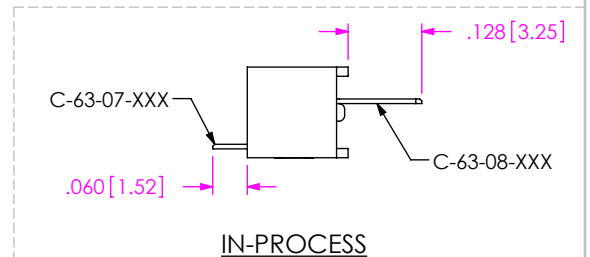 .128[3.25]
C-63-07-XXX
C-63-08-XXX
.060[1.52]
IN-PROCESS